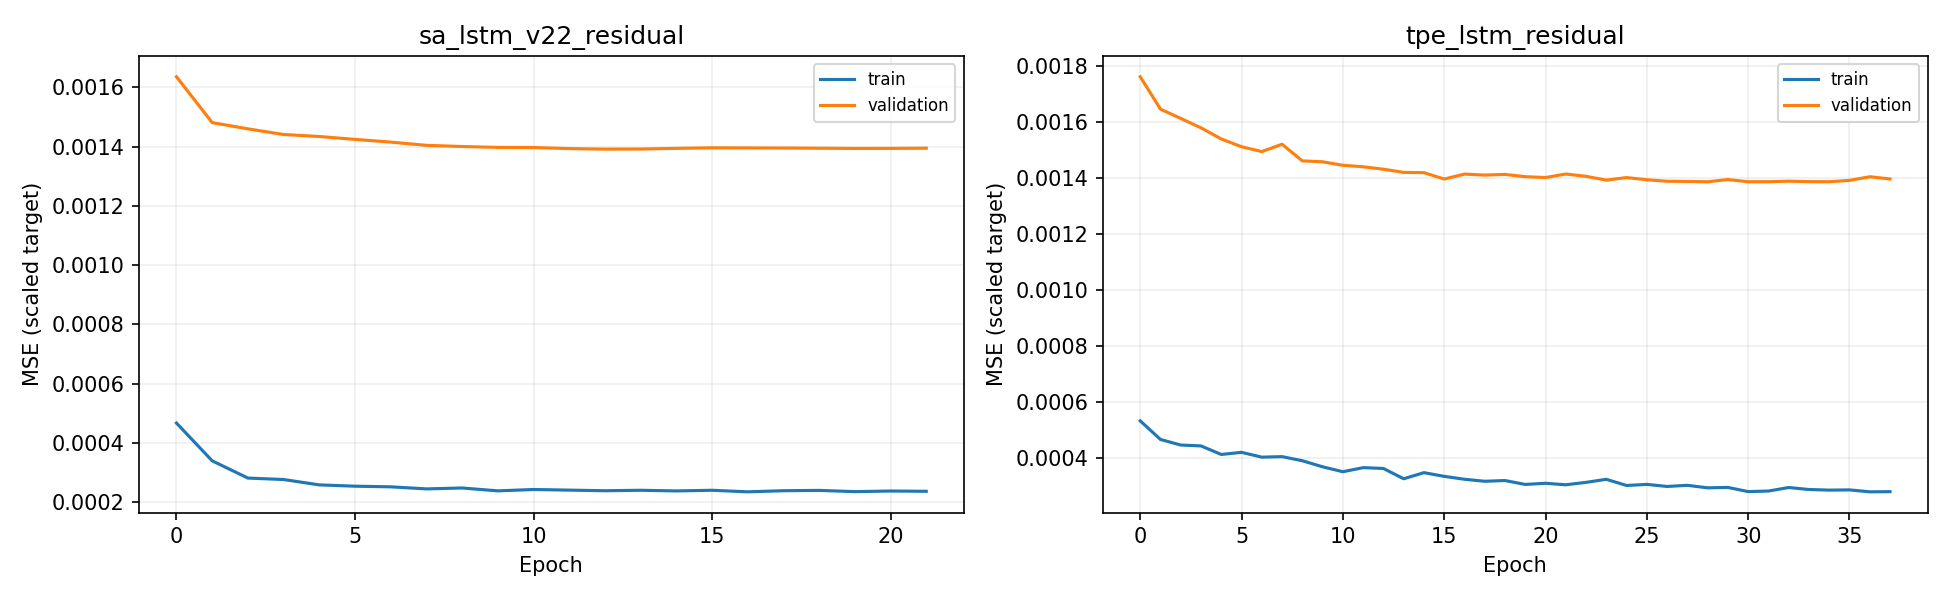 sa_lstm_v22_residual
MSE (scaled target)
0.0016
0.0014
0.0012
0.0010
0.0008
0.0006
0.0004
0.0002
train
validation
0 5 10 15 20
Epoch
tpe_lstm_residual
MSE (scaled target)
0.0018
0.0016
0.0014
0.0012
0.0010
0.0008
0.0006
0.0004
train
validation
0 5 10 15 20 25 30 35
Epoch